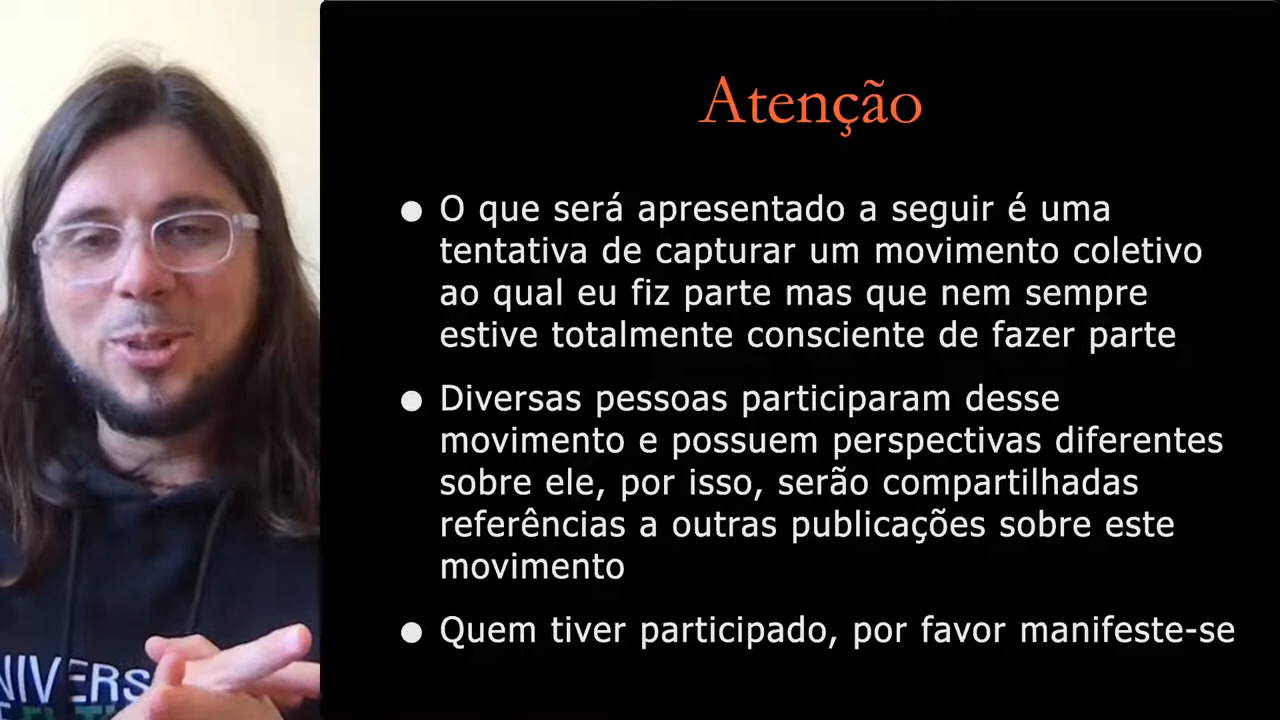 Atenção
● O que será apresentado a seguir é uma
tentativa de capturar um movimento coletivo
ao qual eu fiz parte mas que nem sempre
estive totalmente consciente de fazer parte
● Diversas pessoas participaram desse
movimento e possuem perspectivas diferentes
sobre ele, por isso, serão compartilhadas
referências a outras publicações sobre este
movimento
● Quem tiver participado, por favor manifeste-se
NIVERS